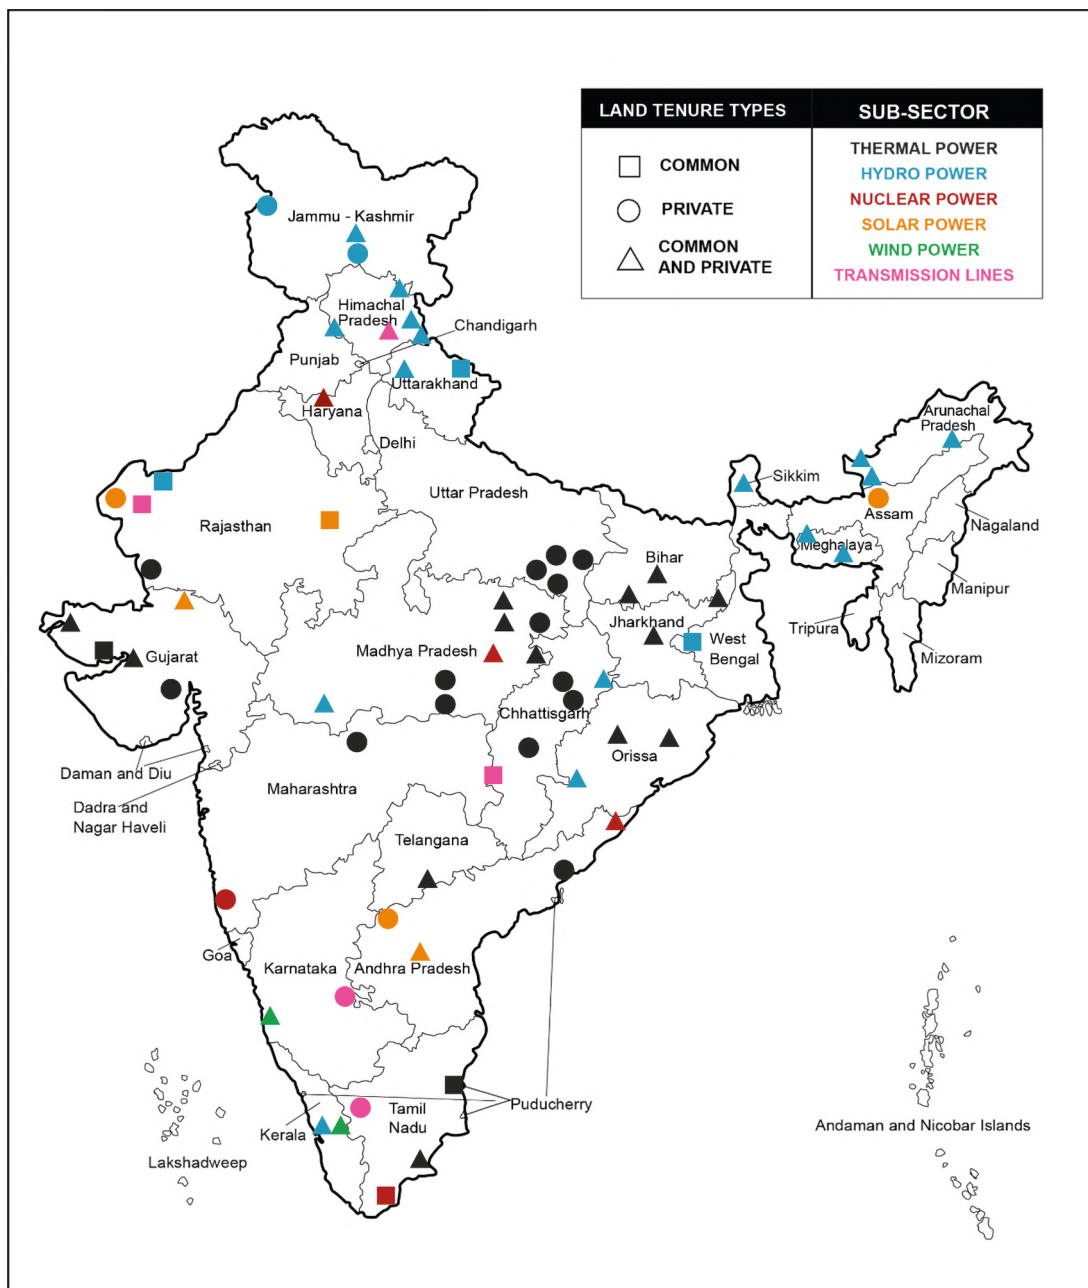 LAND TENURE TYPES
SUB-SECTOR
COMMON
PRIVATE
COMMON
AND PRIVATE
THERMAL POWER
HYDRO POWER
NUCLEAR POWER
SOLAR POWER
WIND POWER
TRANSMISSION LINES
Jammu - Kashmir
Himachal
Pradesh
Chandigarh
Punjab
Uttarakhand
Haryana
Delhi
Arunachal
Pradesh
Sikkim
Uttar Pradesh
Rajasthan
Assam
Nagaland
Meghalaya
Bihar
Manipur
Jharkhand
Tripura
West
Bengal
Mizoram
Gujarat
Madhya Pradesh
Chhattisgarh
Orissa
Daman and Diu
Maharashtra
Dadra and
Nagar Haveli
Telangana
Goa
Karnataka
Andhra Pradesh
Puducherry
Tamil
Nadu
Kerala
Lakshadweep
Andaman and Nicobar Islands